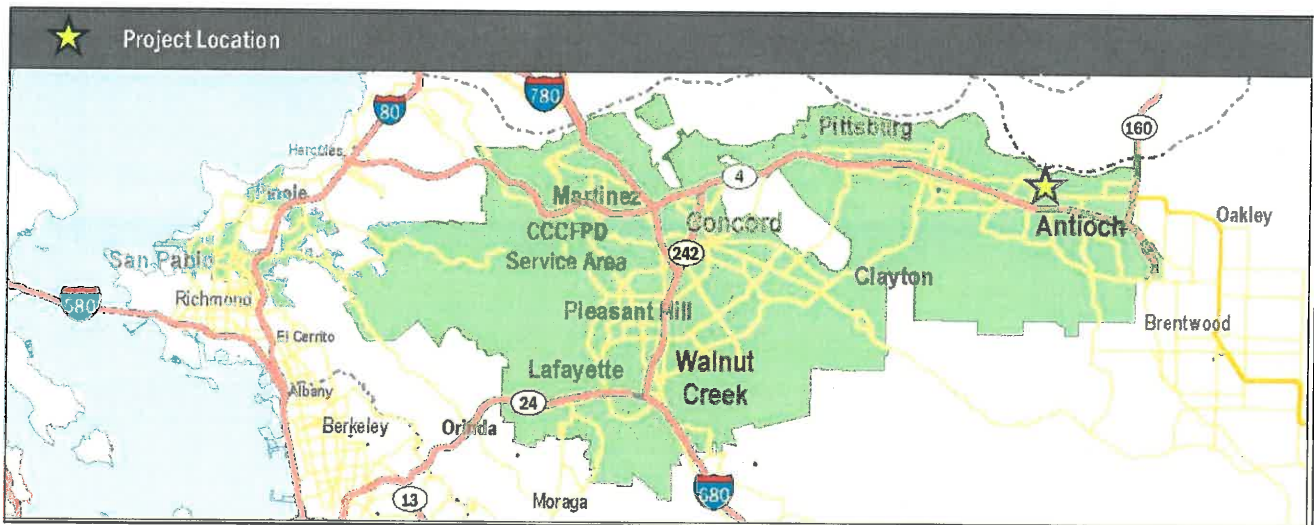 Project Location
780
80
160
Pittsburg
Hercules
4
Pinole
Martinez
Oakley
Concord
Antioch
CCCFPD
Service Area
242
San Pablo
Clayton
Richmond
580
Pleasant Hill
Brentwood
El Cerrito
Walnut
Creek
Lafayette
Albany
24
Berkeley
Orinda
680
13
Moraga